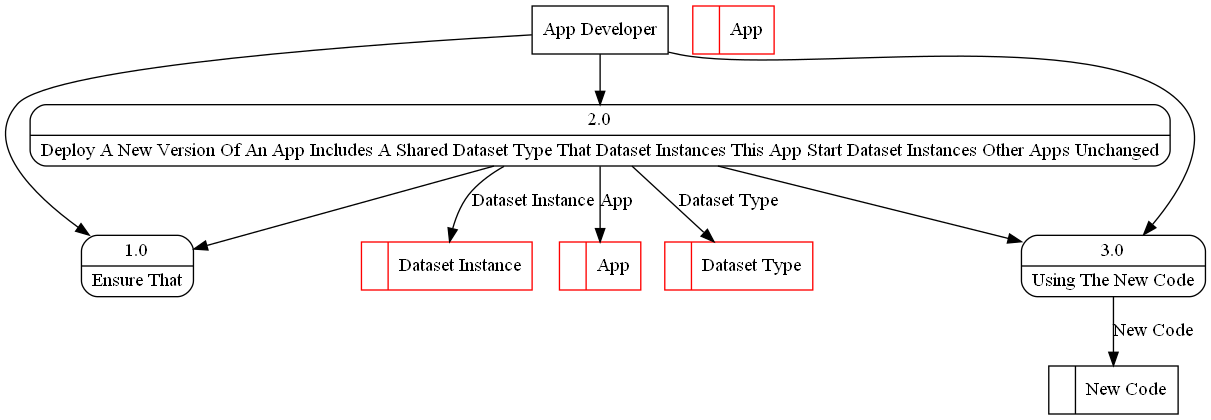 App Developer
App
2.0
Deploy A New Version Of An App Includes A Shared Dataset Type That Dataset Instances This App Start Dataset Instances Other Apps Unchanged
Dataset Instance
App
Dataset Type
1.0
Ensure That
Dataset Instance
App
Dataset Type
3.0
Using The New Code
New Code
New Code